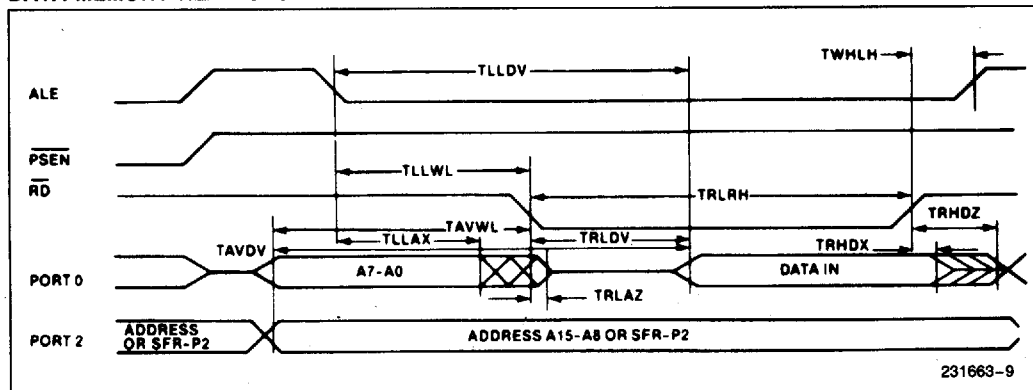 TWHLH
TLLDV
ALE
PSEN
TLLWL
RD
TRLRH
TRHDZ
TAVWL
TAVDV
TLLAX
TRLDV
TRHDX
PORT 0
A7-A0
DATA IN
TRLAZ
ADDRESS
OR SFR-P2
PORT 2
ADDRESS A15-A8 OR SFR-P2
231663-9